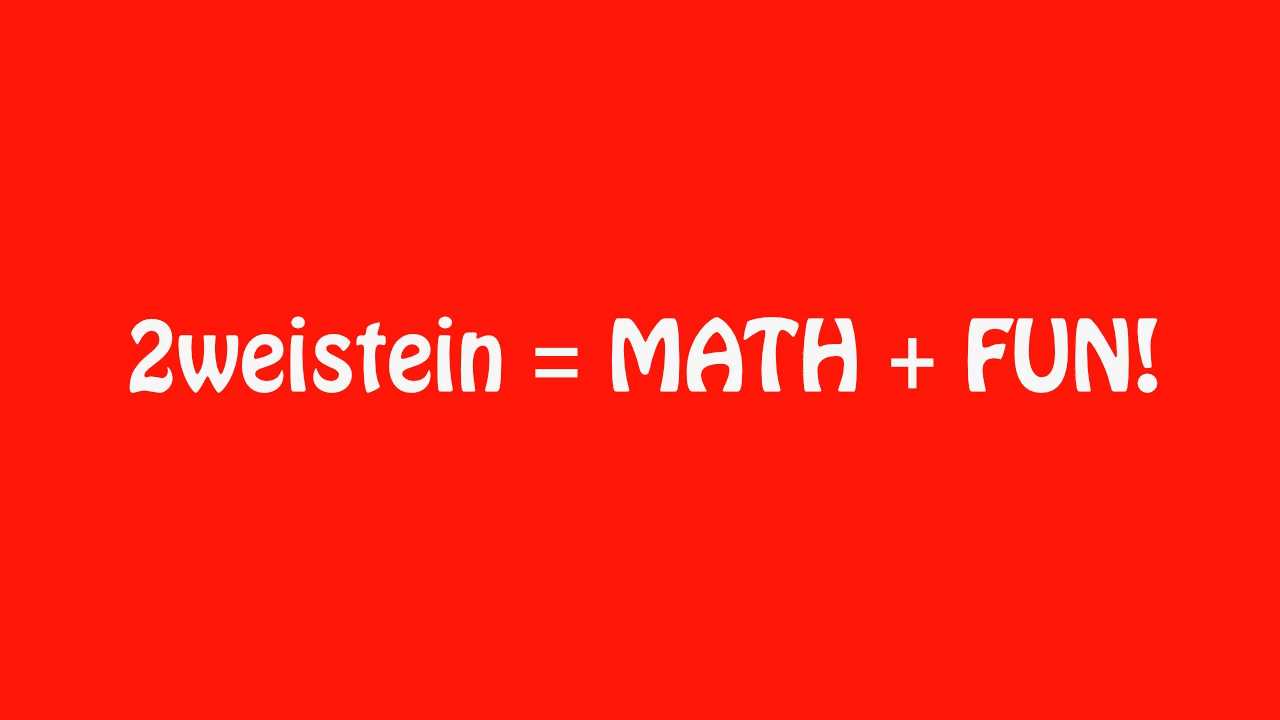 2weistein = MATH + FUN!